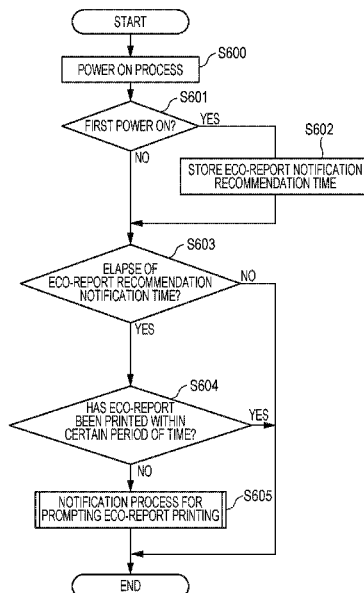 START
S600
POWER ON PROCESS
S601
FIRST POWER ON?
YES
NO
S602
STORE ECO-REPORT NOTIFICATION
RECOMMENDATION TIME
S603
ELAPSE OF
ECO-REPORT RECOMMENDATION
NOTIFICATION TIME?
NO
YES
S604
HAS ECO-REPORT
BEEN PRINTED WITHIN
CERTAIN PERIOD OF TIME?
YES
NO
NOTIFICATION PROCESS FOR
PROMPTING ECO-REPORT PRINTING
S605
END